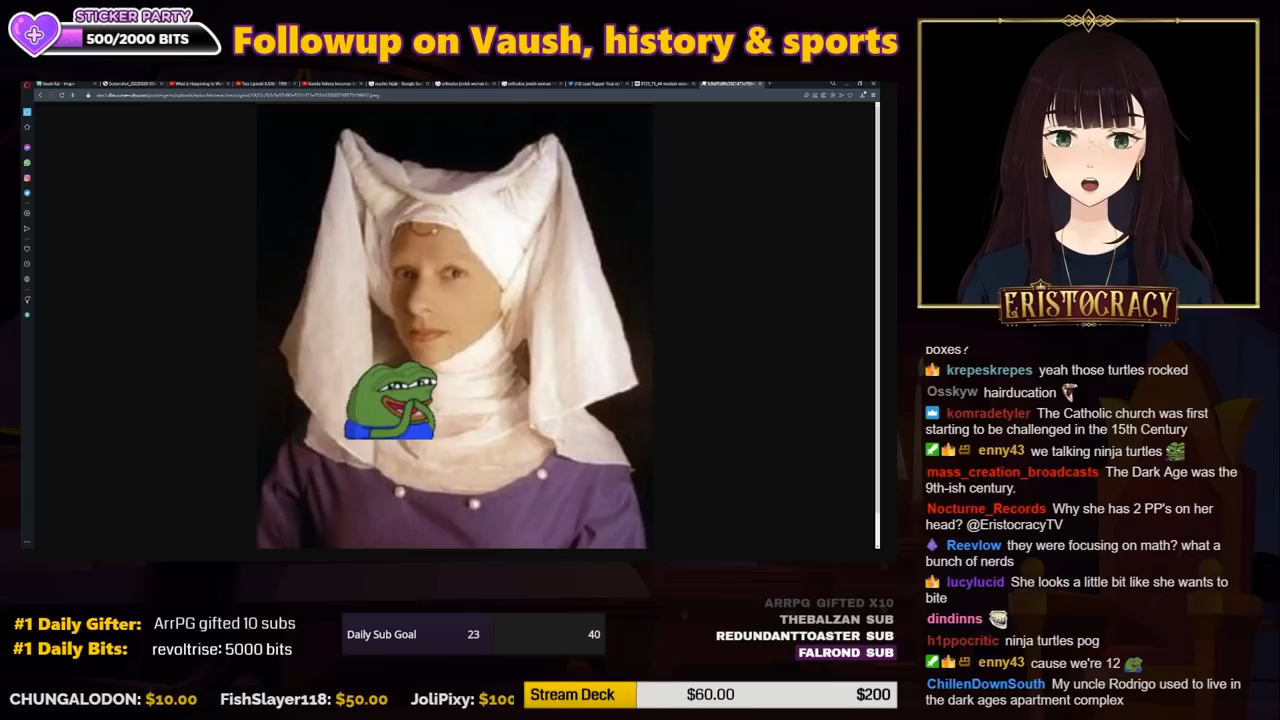 STICKER PARTY
500/2000 BITS
Followup on Vaush, history & sports
ERISTOCRACY
boxes?
krepeskrepes yeah those turtles rocked
Osskyw hairducation
komradetyler The Catholic church was first
starting to be challenged in the 15th Century
enny43 we talking ninja turtles
mass_creation_broadcasts The Dark Age was the
9th-ish century.
Nocturne_Records Why she has 2 PP's on her
head? @EristocracyTV
Reevlow they were focusing on math? what a
bunch of nerds
lucylucid She looks a little bit like she wants to
bite
dindinns
h1ppocritic ninja turtles pog
enny43 cause we're 12
ChillenDownSouth My uncle Rodrigo used to live in
the dark ages apartment complex
#1 Daily Gifter: ArrPG gifted 10 subs
#1 Daily Bits: revoltrise: 5000 bits
Daily Sub Goal 23 40
ARRPG GIFTED X10
THEBALZAN SUB
REDUNDANTTOASTER SUB
FALROND SUB
CHUNGALODON: $10.00 FishSlayer118: $50.00 JoliPixy: $100
Stream Deck $60.00 $200